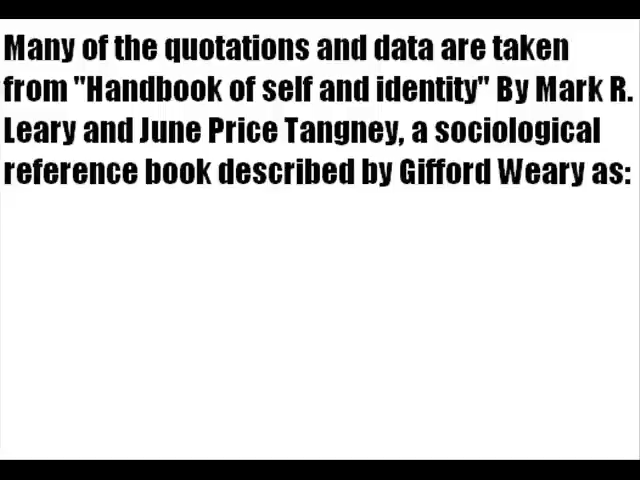 Many of the quotations and data are taken
from "Handbook of self and identity" By Mark R.
Leary and June Price Tangney, a sociological
reference book described by Gifford Weary as: